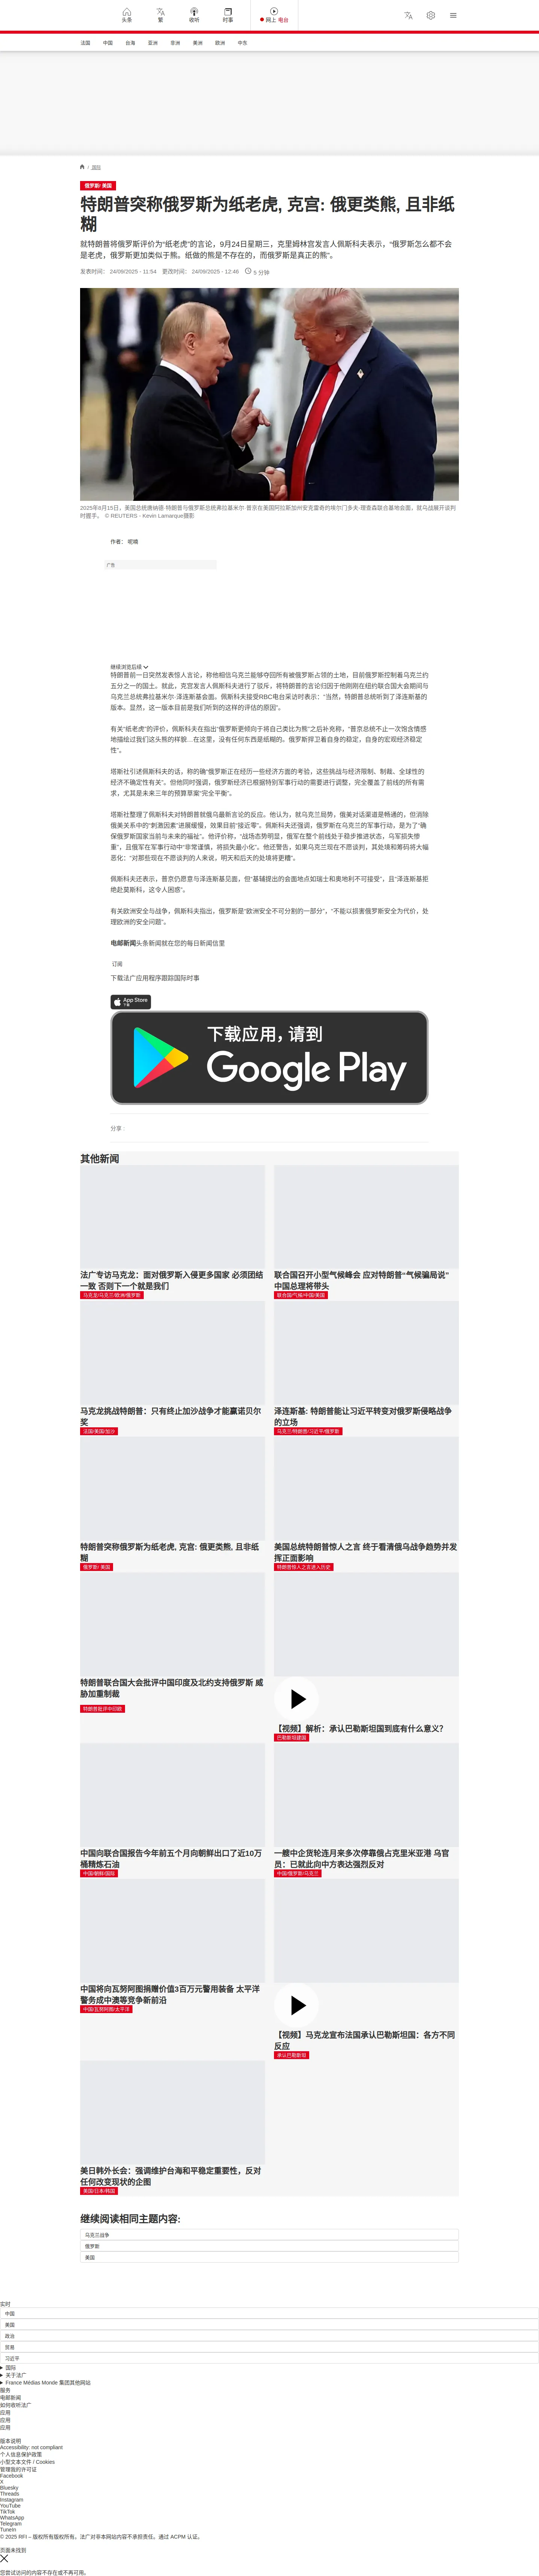 头条
繁
收听
时事
网上 电台
法国
中国
台海
亚洲
非洲
美洲
欧洲
中东
/ 国际
俄罗斯/ 美国
特朗普突称俄罗斯为纸老虎, 克宫: 俄更类熊, 且非纸
糊
就特朗普将俄罗斯评价为“纸老虎”的言论，9月24日星期三，克里姆林宫发言人佩斯科夫表示，“俄罗斯怎么都不会
是老虎，俄罗斯更加类似于熊。纸做的熊是不存在的，而俄罗斯是真正的熊”。
发表时间： 24/09/2025 - 11:54 更改时间： 24/09/2025 - 12:46 5 分钟
2025年8月15日，美国总统唐纳德·特朗普与俄罗斯总统弗拉基米尔·普京在美国阿拉斯加州安克雷奇的埃尔门多夫-理查森联合基地会面，就乌战展开谈判
时握手。 © REUTERS - Kevin Lamarque摄影
作者： 呢喃
广告
继续浏览后续
特朗普前一日突然发表惊人言论，称他相信乌克兰能够夺回所有被俄罗斯占领的土地，目前俄罗斯控制着乌克兰约
五分之一的国土。就此，克宫发言人佩斯科夫进行了驳斥，将特朗普的言论归因于他刚刚在纽约联合国大会期间与
乌克兰总统弗拉基米尔·泽连斯基会面。佩斯科夫接受RBC电台采访时表示：“当然，特朗普总统听到了泽连斯基的
版本。显然，这一版本目前是我们听到的这样的评估的原因”。
有关“纸老虎”的评价，佩斯科夫在指出“俄罗斯更倾向于将自己类比为熊”之后补充称，“普京总统不止一次饱含情感
地描绘过我们这头熊的样貌…在这里，没有任何东西是纸糊的，俄罗斯捍卫着自身的稳定，自身的宏观经济稳定
性”。
塔斯社引述佩斯科夫的话，称的确“俄罗斯正在经历一些经济方面的考验，这些挑战与经济限制、制裁、全球性的
经济不确定性有关”。但他同时强调，俄罗斯经济已根据特别军事行动的需要进行调整，完全覆盖了前线的所有需
求，尤其是未来三年的预算草案“完全平衡”。
塔斯社整理了佩斯科夫对特朗普就俄乌最新言论的反应。他认为，就乌克兰局势，俄美对话渠道是畅通的，但消除
俄美关系中的“刺激因素”进展缓慢，效果目前“接近零”。佩斯科夫还强调，俄罗斯在乌克兰的军事行动，是为了“确
保俄罗斯国家当前与未来的福祉”。他评价称，“战场态势明显，俄军在整个前线处于稳步推进状态，乌军损失惨
重”，且俄军在军事行动中“非常谨慎，将损失最小化”。他还警告，如果乌克兰现在不愿谈判，其处境和筹码将大幅
恶化：“对那些现在不愿谈判的人来说，明天和后天的处境将更糟”。
佩斯科夫还表示，普京仍愿意与泽连斯基见面，但“基辅提出的会面地点如瑞士和奥地利不可接受”，且“泽连斯基拒
绝赴莫斯科，这令人困惑”。
有关欧洲安全与战争，佩斯科夫指出，俄罗斯是“欧洲安全不可分割的一部分”，“不能以损害俄罗斯安全为代价，处
理欧洲的安全问题”。
电邮新闻头条新闻就在您的每日新闻信里
订阅
下载法广应用程序跟踪国际时事
App Store
下载
下载应用，请到
Google Play
分享 :
其他新闻
法广专访马克龙：面对俄罗斯入侵更多国家 必须团结
一致 否则下一个就是我们
马克龙/乌克兰/欧洲/俄罗斯
联合国召开小型气候峰会 应对特朗普“气候骗局说”
中国总理将带头
联合国/气候/中国/美国
马克龙挑战特朗普：只有终止加沙战争才能赢诺贝尔
奖
法国/美国/加沙
泽连斯基: 特朗普能让习近平转变对俄罗斯侵略战争
的立场
乌克兰/特朗普/习近平/俄罗斯
特朗普突称俄罗斯为纸老虎, 克宫: 俄更类熊, 且非纸
糊
俄罗斯/ 美国
美国总统特朗普惊人之言 终于看清俄乌战争趋势并发
挥正面影响
特朗普惊人之言进入历史
特朗普联合国大会批评中国印度及北约支持俄罗斯 威
胁加重制裁
特朗普批评中印欧
【视频】解析：承认巴勒斯坦国到底有什么意义?
巴勒斯坦建国
中国向联合国报告今年前五个月向朝鲜出口了近10万
桶精炼石油
中国/朝鲜/国际
一艘中企货轮连月来多次停靠俄占克里米亚港 乌官
员：已就此向中方表达强烈反对
中国/俄罗斯/乌克兰
中国将向瓦努阿图捐赠价值3百万元警用装备 太平洋
警务成中澳等竞争新前沿
中国/瓦努阿图/太平洋
【视频】马克龙宣布法国承认巴勒斯坦国：各方不同
反应
承认巴勒斯坦
美日韩外长会：强调维护台海和平稳定重要性，反对
任何改变现状的企图
美国/日本/韩国
继续阅读相同主题内容:
乌克兰战争
俄罗斯
美国
实时
中国
美国
政治
贸易
习近平
国际
关于法广
France Médias Monde 集团其他网站
服务
电邮新闻
如何收听法广
应用
应用
应用
版本说明
Accessibility: not compliant
个人信息保护政策
小型文本文件 / Cookies
管理我的许可证
Facebook
X
Bluesky
Threads
Instagram
YouTube
TikTok
WhatsApp
Telegram
TuneIn
© 2025 RFI – 版权所有版权所有。法广对非本网站内容不承担责任。通过 ACPM 认证。
页面未找到
您尝试访问的内容不存在或不再可用。